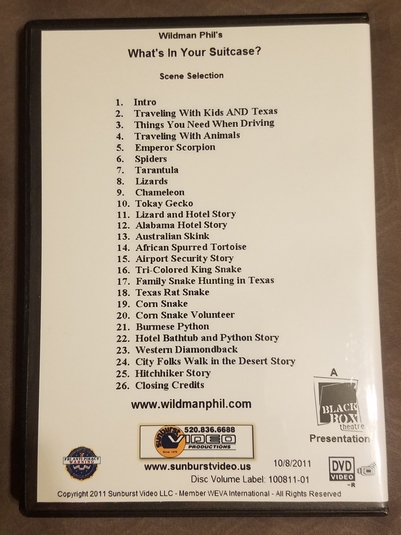 Wildman Phil's
What's In Your Suitcase?
Scene Selection
1. Intro
2. Traveling With Kids AND Texas
3. Things You Need When Driving
4. Traveling With Animals
5. Emperor Scorpion
6. Spiders
7. Tarantula
8. Lizards
9. Chameleon
10. Tokay Gecko
11. Lizard and Hotel Story
12. Alabama Hotel Story
13. Australian Skink
14. African Spurred Tortoise
15. Airport Security Story
16. Tri-Colored King Snake
17. Family Snake Hunting in Texas
18. Texas Rat Snake
19. Corn Snake
20. Corn Snake Volunteer
21. Burmese Python
22. Hotel Bathtub and Python Story
23. Western Diamondback
24. City Folks Walk in the Desert Story
25. Hitchhiker Story
26. Closing Credits
www.wildmanphil.com
A
BLACK
BOX
theatre
Presentation
SUNBURST
520.836.6688
VIDEO
PRODUCTIONS
www.sunburstvideo.us
10/8/2011
DVD
VIDEO
-R
Disc Volume Label: 100811-01
Copyright 2011 Sunburst Video LLC - Member WEVA International - All Rights Reserved